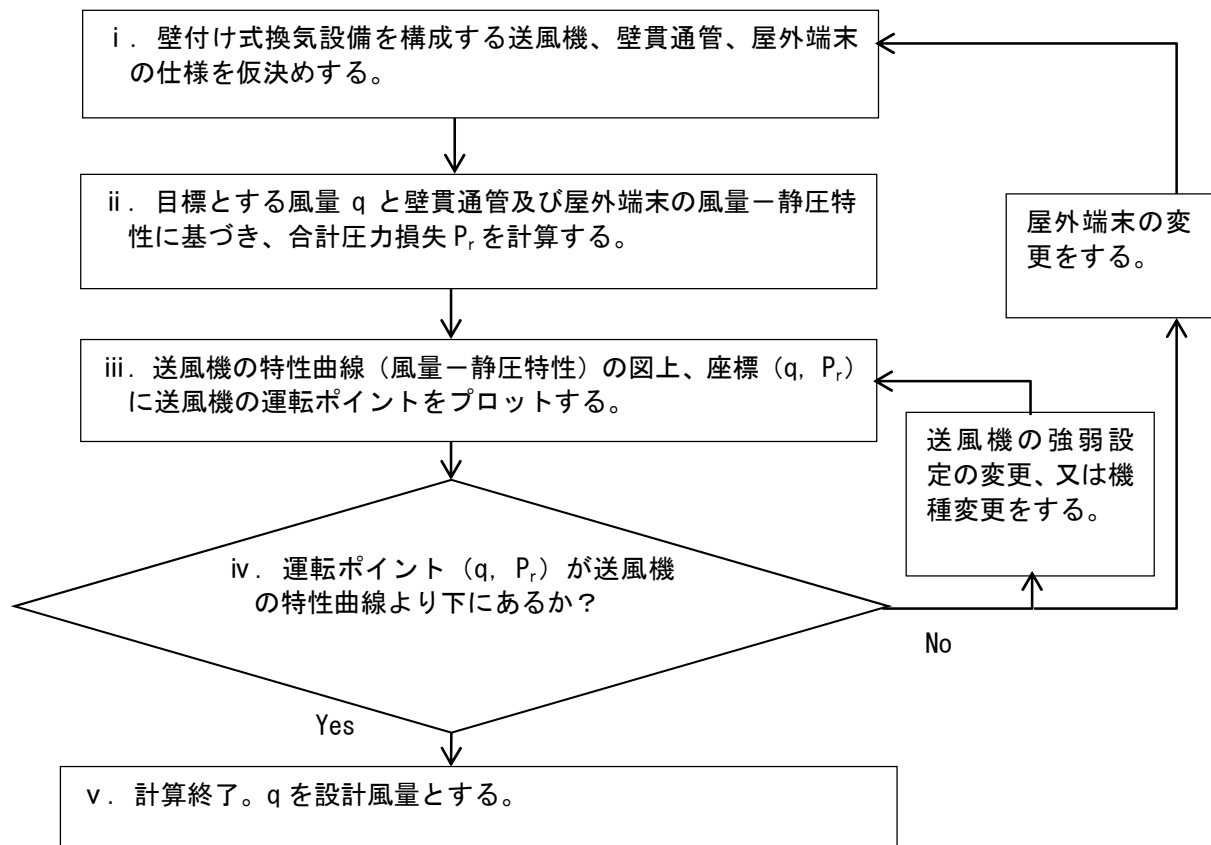 ⅰ. 壁付け式換気設備を構成する送風機、壁貫通管、屋外端末
の仕様を仮決めする。
ⅱ. 目標とする風量 q と壁貫通管及び屋外端末の風量－静圧特
性に基づき、合計圧力損失 Pr を計算する。
屋外端末の変
更をする。
ⅲ. 送風機の特性曲線（風量－静圧特性）の図上、座標（q, Pr）
に送風機の運転ポイントをプロットする。
送風機の強弱設
定の変更、又は機
種変更をする。
ⅳ. 運転ポイント（q, Pr）が送風機
の特性曲線より下にあるか？
No
Yes
ⅴ. 計算終了。q を設計風量とする。